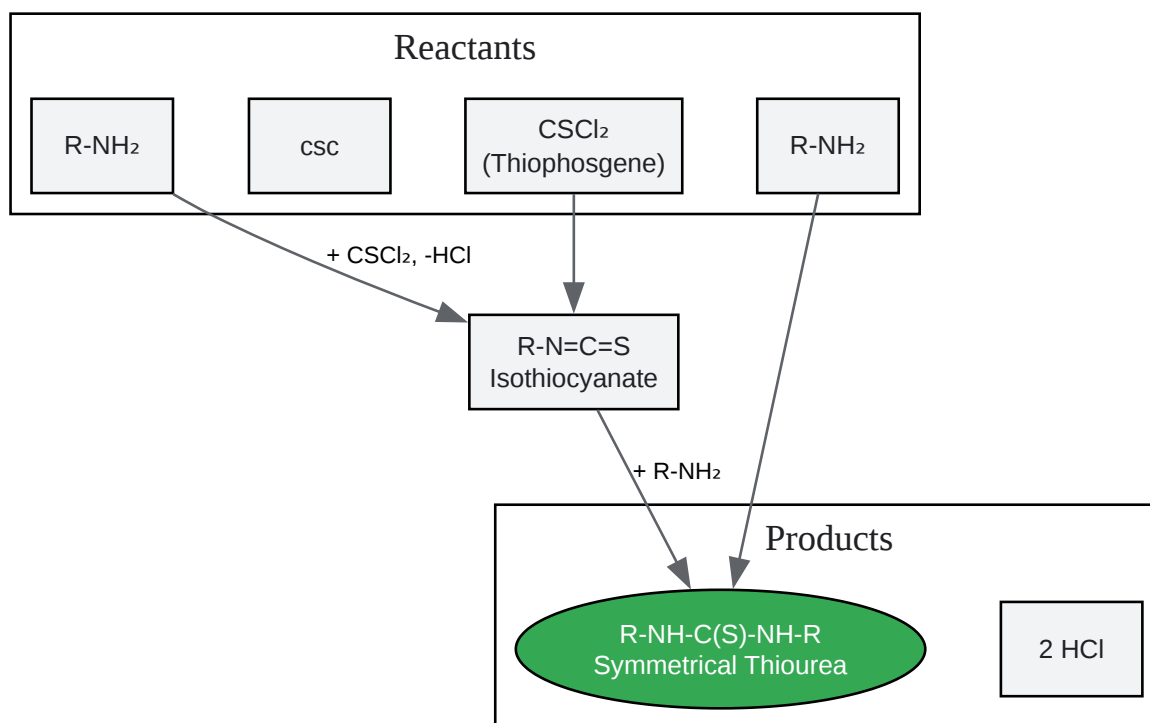 Reactants
R-NH₂
csc
CSCl₂
(Thiophosgene)
R-NH₂
+ CSCl₂, -HCl
R-N=C=S
Isothiocyanate
+ R-NH₂
Products
R-NH-C(S)-NH-R
Symmetrical Thiourea
2 HCl